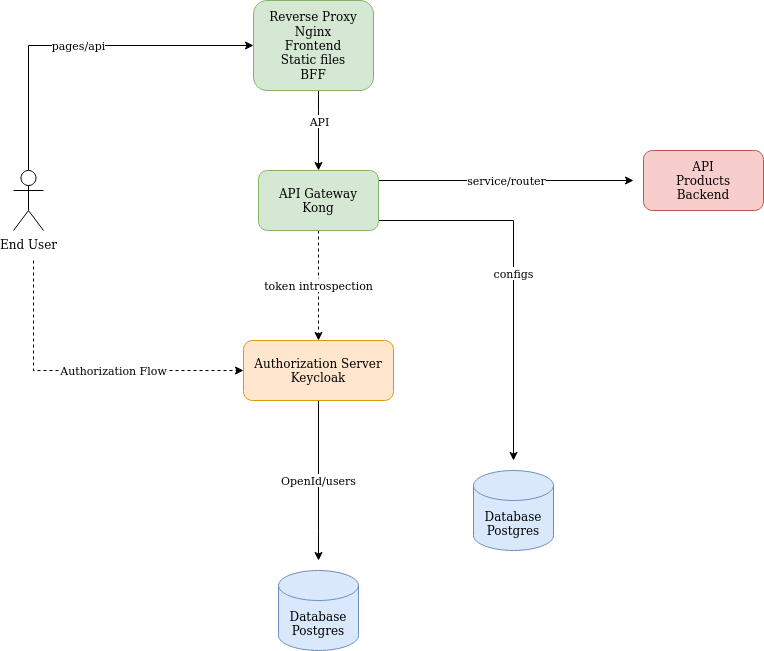 Reverse Proxy
Nginx
Frontend
Static files
BFF
pages/api
API
API Gateway
Kong
service/router
API
Products
Backend
End User
configs
token introspection
Authorization Server
Keycloak
Authorization Flow
OpenId/users
Database
Postgres
Database
Postgres